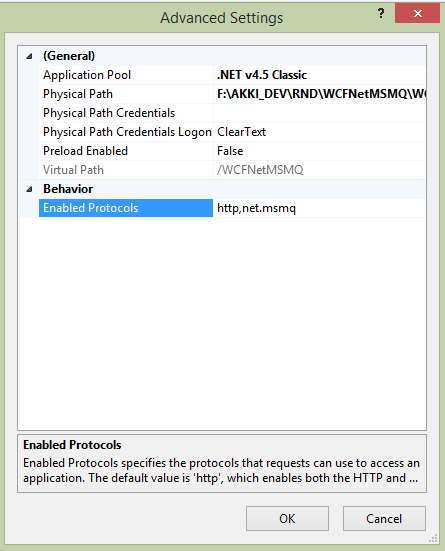 Advanced Settings
? x
(General)
Application Pool .NET v4.5 Classic
Physical Path F:\AKKI_DEV\RND\WCFNetMSMQ\WC
Physical Path Credentials
Physical Path Credentials Logon ClearText
Preload Enabled False
Virtual Path /WCFNetMSMQ
Behavior
Enabled Protocols http,net.msmq
Enabled Protocols
Enabled Protocols specifies the protocols that requests can use to access an
application. The default value is 'http', which enables both the HTTP and ...
OK Cancel